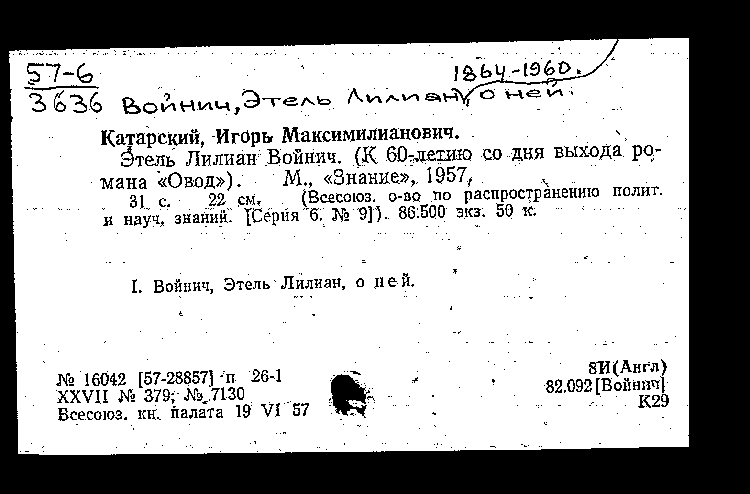 57-6
3636
1864-1960.
Войнич, Этель Лилиан, о ней.
Катарский, Игорь Максимилианович.
Этель Лилиан Войнич. (К 60-летию со дня выхода ро-
мана «Овод»). М., «Знание», 1957,
31 с. 22 см. (Всесоюз. о-во по распространению полит.
и науч. знаний. [Серия 6. № 9]). 86.500 экз. 50 к.
I. Войнич, Этель Лилиан, о ней.
№ 16042 [57-28857] п 26-1
XXVII № 379; № 7130
Всесоюз. кн. палата 19 VI 57
8И(Англ)
82.092[Войнич]
К29